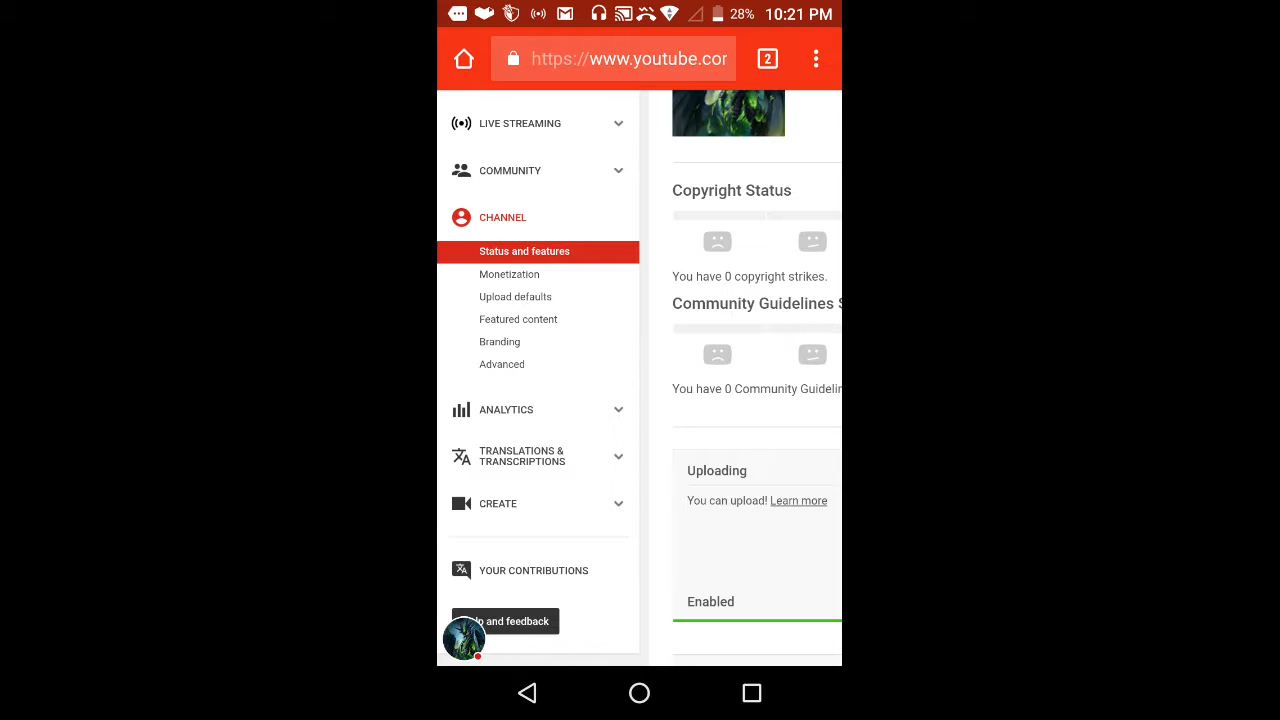 28% 10:21 PM
https://www.youtube.cor
2
LIVE STREAMING
COMMUNITY
CHANNEL
Status and features
Monetization
Upload defaults
Featured content
Branding
Advanced
ANALYTICS
TRANSLATIONS &
TRANSCRIPTIONS
CREATE
YOUR CONTRIBUTIONS
and feedback
Copyright Status
You have 0 copyright strikes.
Community Guidelines S
You have 0 Community Guidelin
Uploading
You can upload! Learn more
Enabled